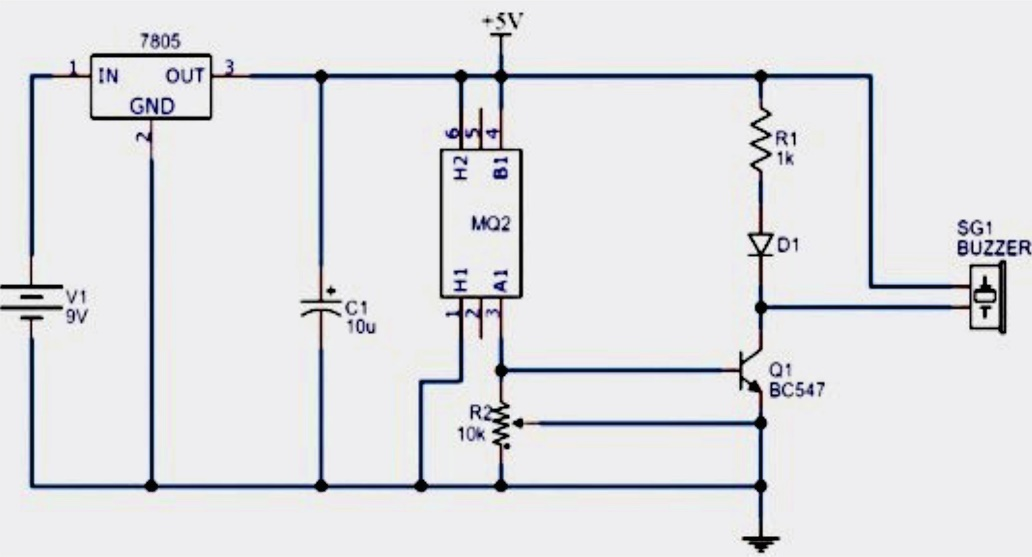 +5V
7805
1 IN OUT 3
GND
2
6 5 4
H2 B1
MQ2
H1 A1
1 2 3
V1
9V
+
C1
10u
R1
1k
D1
SG1
BUZZER
Q1
BC547
R2
10k